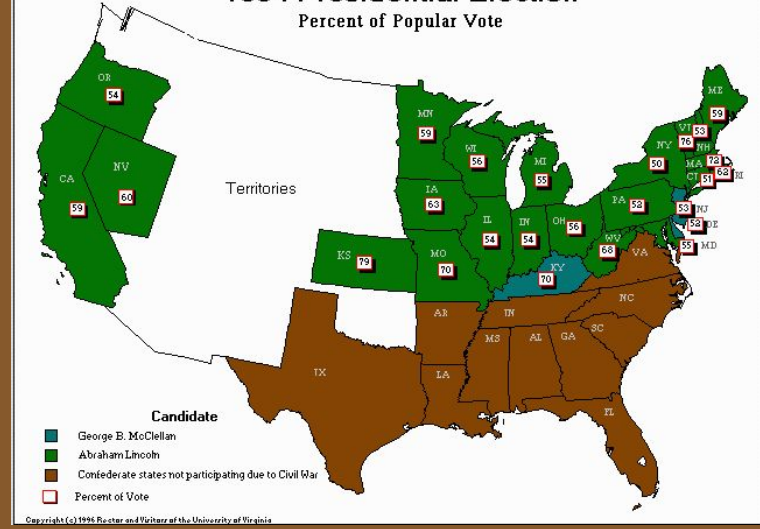 Presidential Election
Percent of Popular Vote
OR
54
CA
59
NV
60
Territories
MN
59
WI
56
MI
55
IA
63
IL
54
IN
54
OH
56
KS
79
MO
70
KY
70
WV
68
VA
PA
52
NY
50
VT
76
53
NH
ME
59
MA
72
CT
51
62
RI
53
NJ
52
DE
55
MD
AR
TN
NC
SC
MS
AL
GA
LA
TX
FL
Candidate
George B. McClellan
Abraham Lincoln
Confederate states not participating due to Civil War
Percent of Vote
Copyright (c) 1996 Rector and Visitors of the University of Virginia